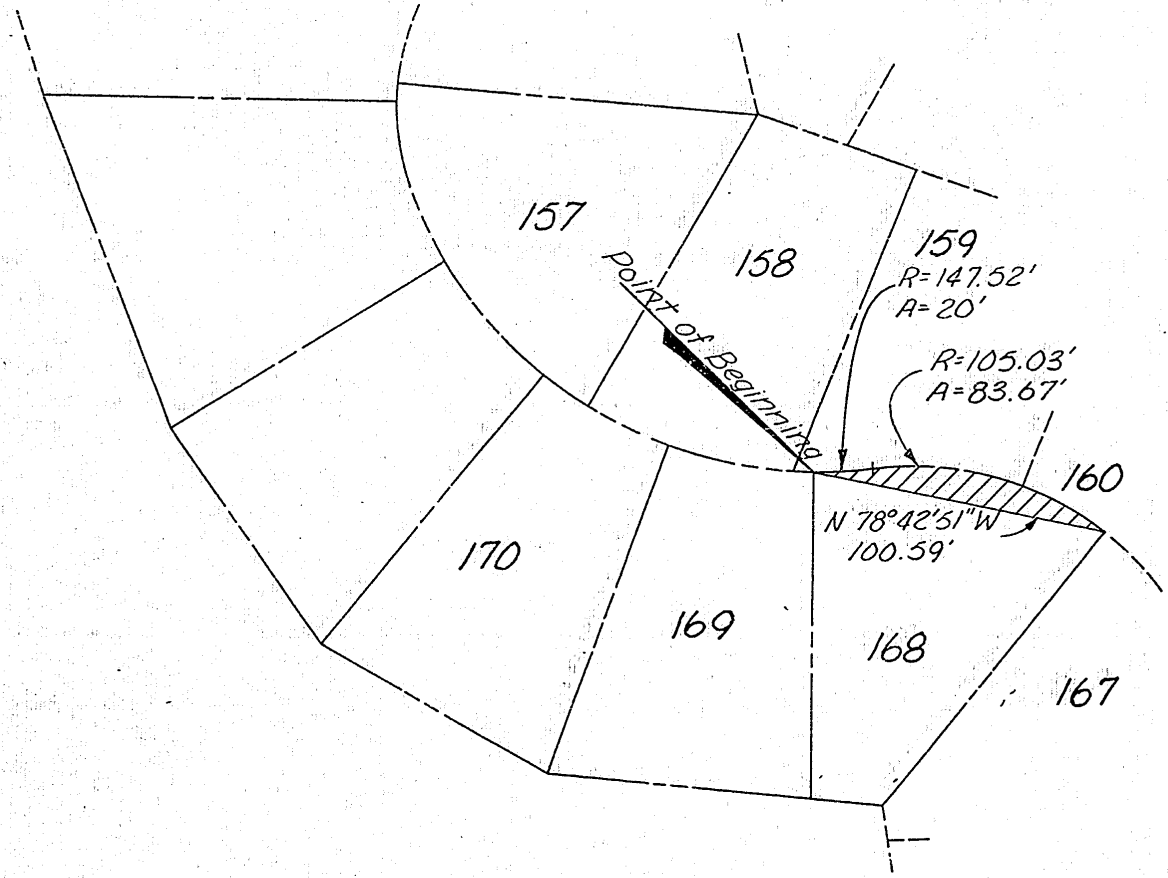 157
158
159
R=147.52'
A=20'
Point of Beginning
R=105.03'
A=83.67'
160
N 78°42'51"W
100.59'
170
169
168
167